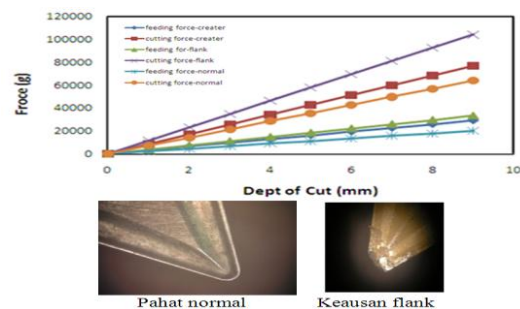 120000
100000
80000
60000
40000
20000
0
Froce (g)
feeding force-creater
cutting force-creater
feeding for-flank
cutting force-flank
feeding force-normal
cutting force-normal
0 2 4 6 8 10
Dept of Cut (mm)
Pahat normal Keausan flank